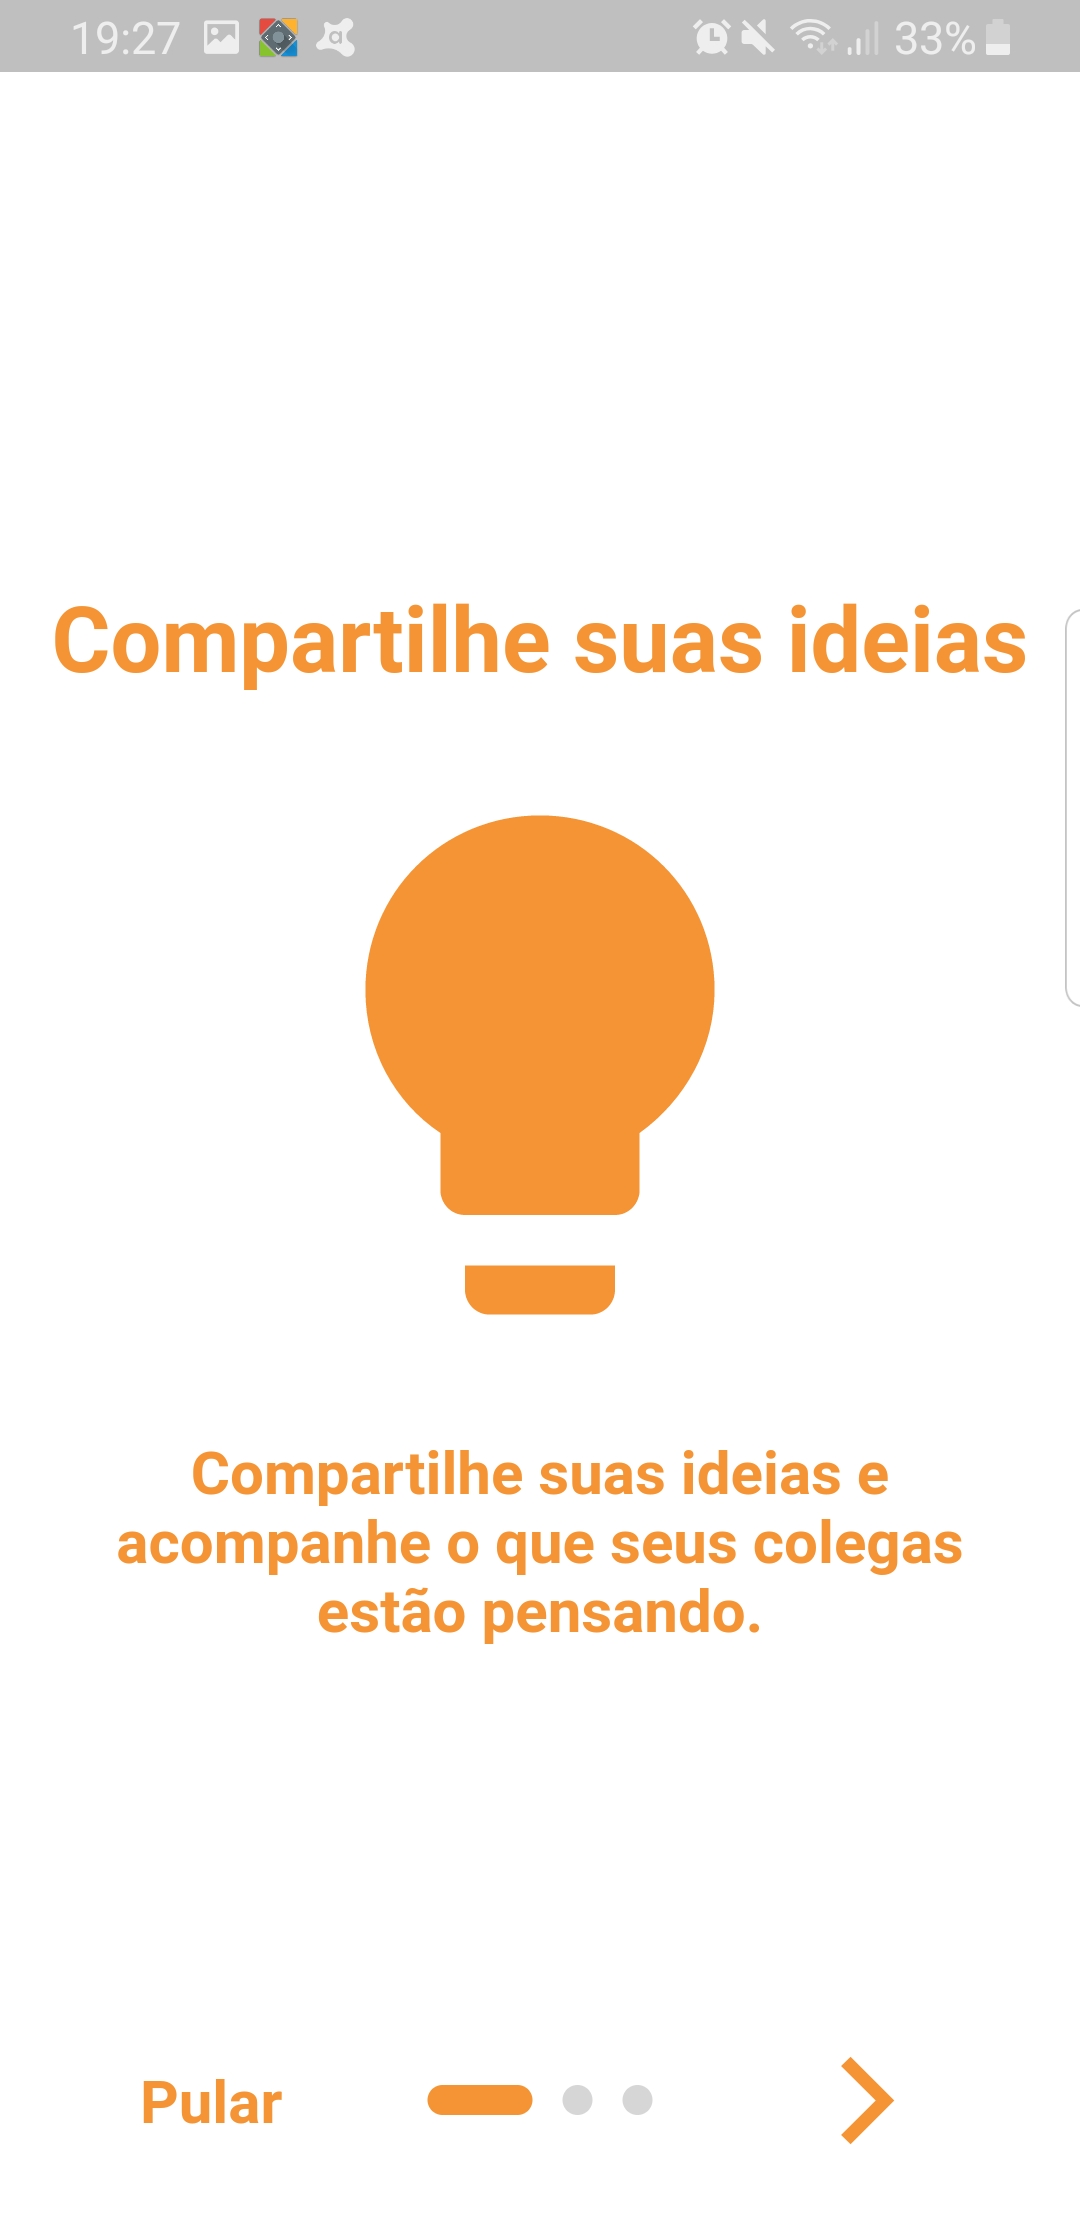 19:27 33%
Compartilhe suas ideias
Compartilhe suas ideias e
acompanhe o que seus colegas
estão pensando.
Pular